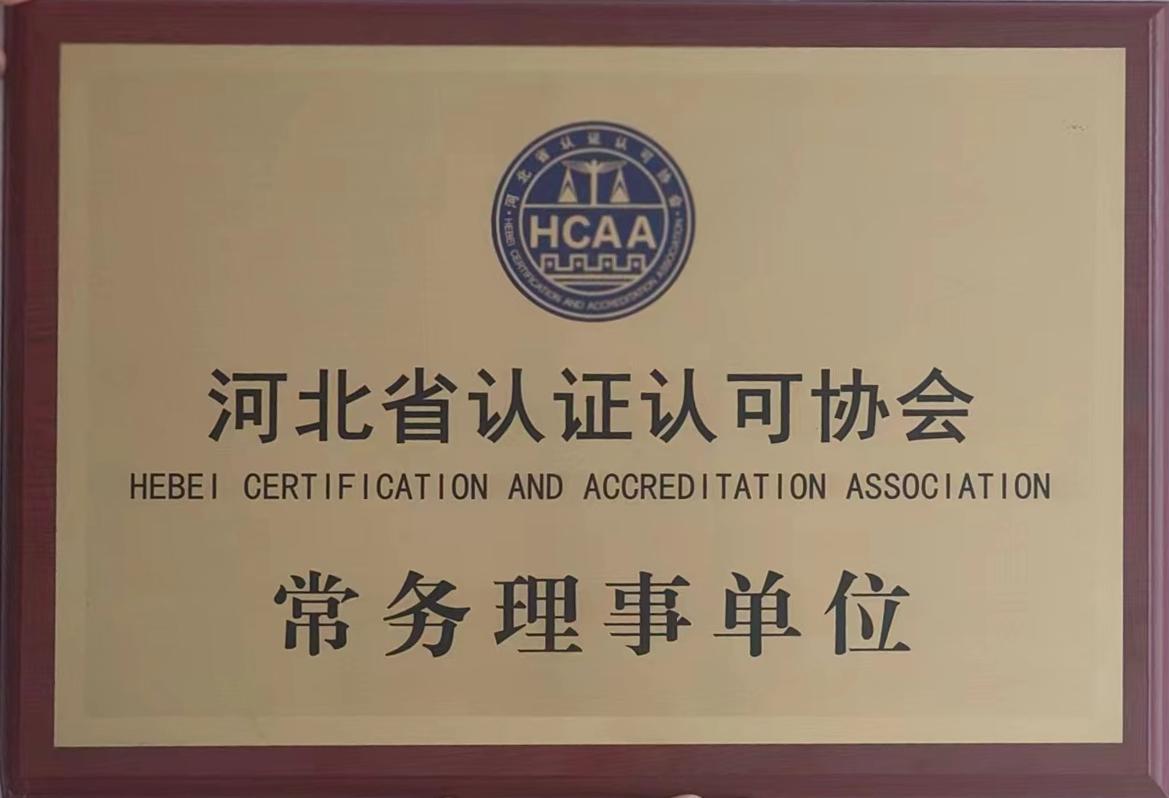 河北省认证认可协会
HEBEI CERTIFICATION AND ACCREDITATION ASSOCIATION
HCAA
河北省认证认可协会
HEBEI CERTIFICATION AND ACCREDITATION ASSOCIATION
常务理事单位